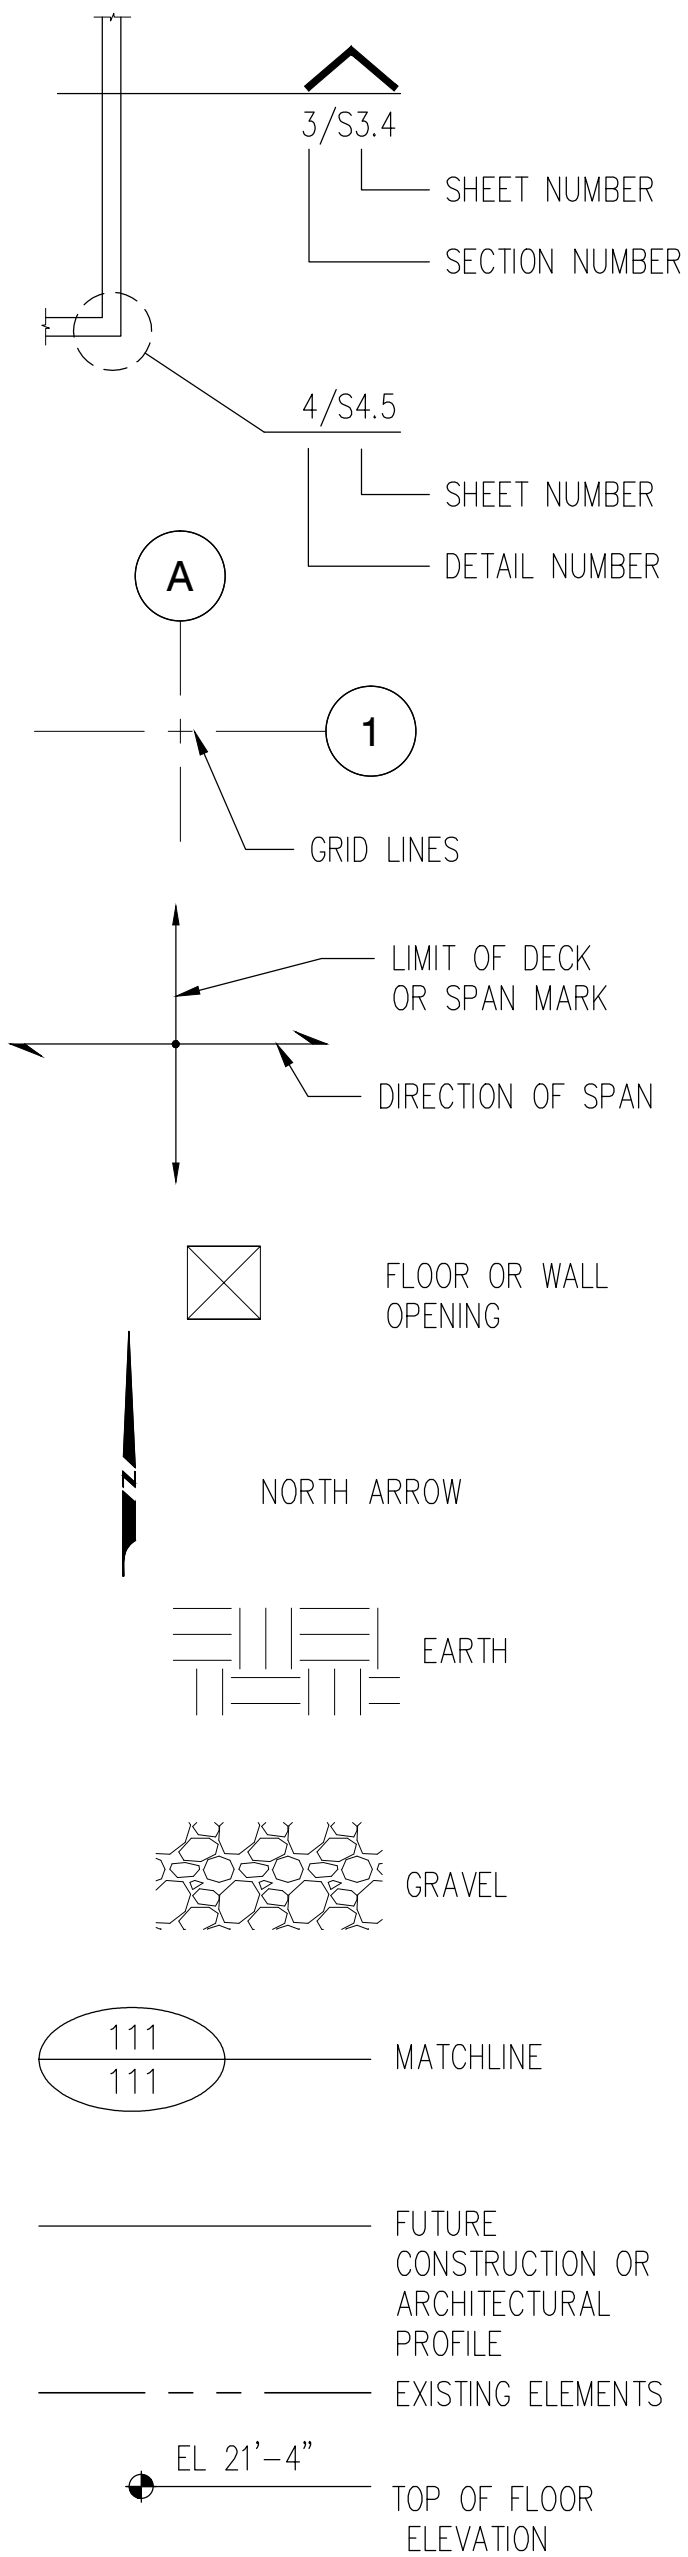 3/S3.4
SHEET NUMBER
SECTION NUMBER
4/S4.5
SHEET NUMBER
DETAIL NUMBER
A
1
GRID LINES
LIMIT OF DECK
OR SPAN MARK
DIRECTION OF SPAN
FLOOR OR WALL
OPENING
N
NORTH ARROW
EARTH
GRAVEL
111
111
MATCHLINE
FUTURE
CONSTRUCTION OR
ARCHITECTURAL
PROFILE
EXISTING ELEMENTS
EL 21'-4"
TOP OF FLOOR
ELEVATION